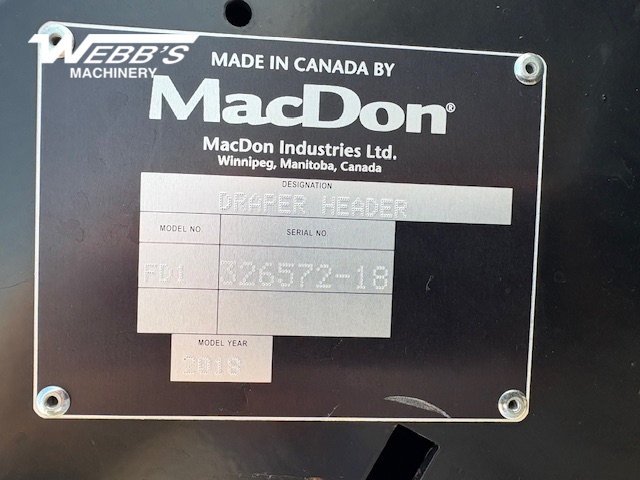 WEBB'S
MACHINERY
MADE IN CANADA BY
MacDon®
MacDon Industries Ltd.
Winnipeg, Manitoba, Canada
DESIGNATION
DRAPER HEADER
MODEL NO. SERIAL NO.
FD1 326572-18
MODEL YEAR
2018